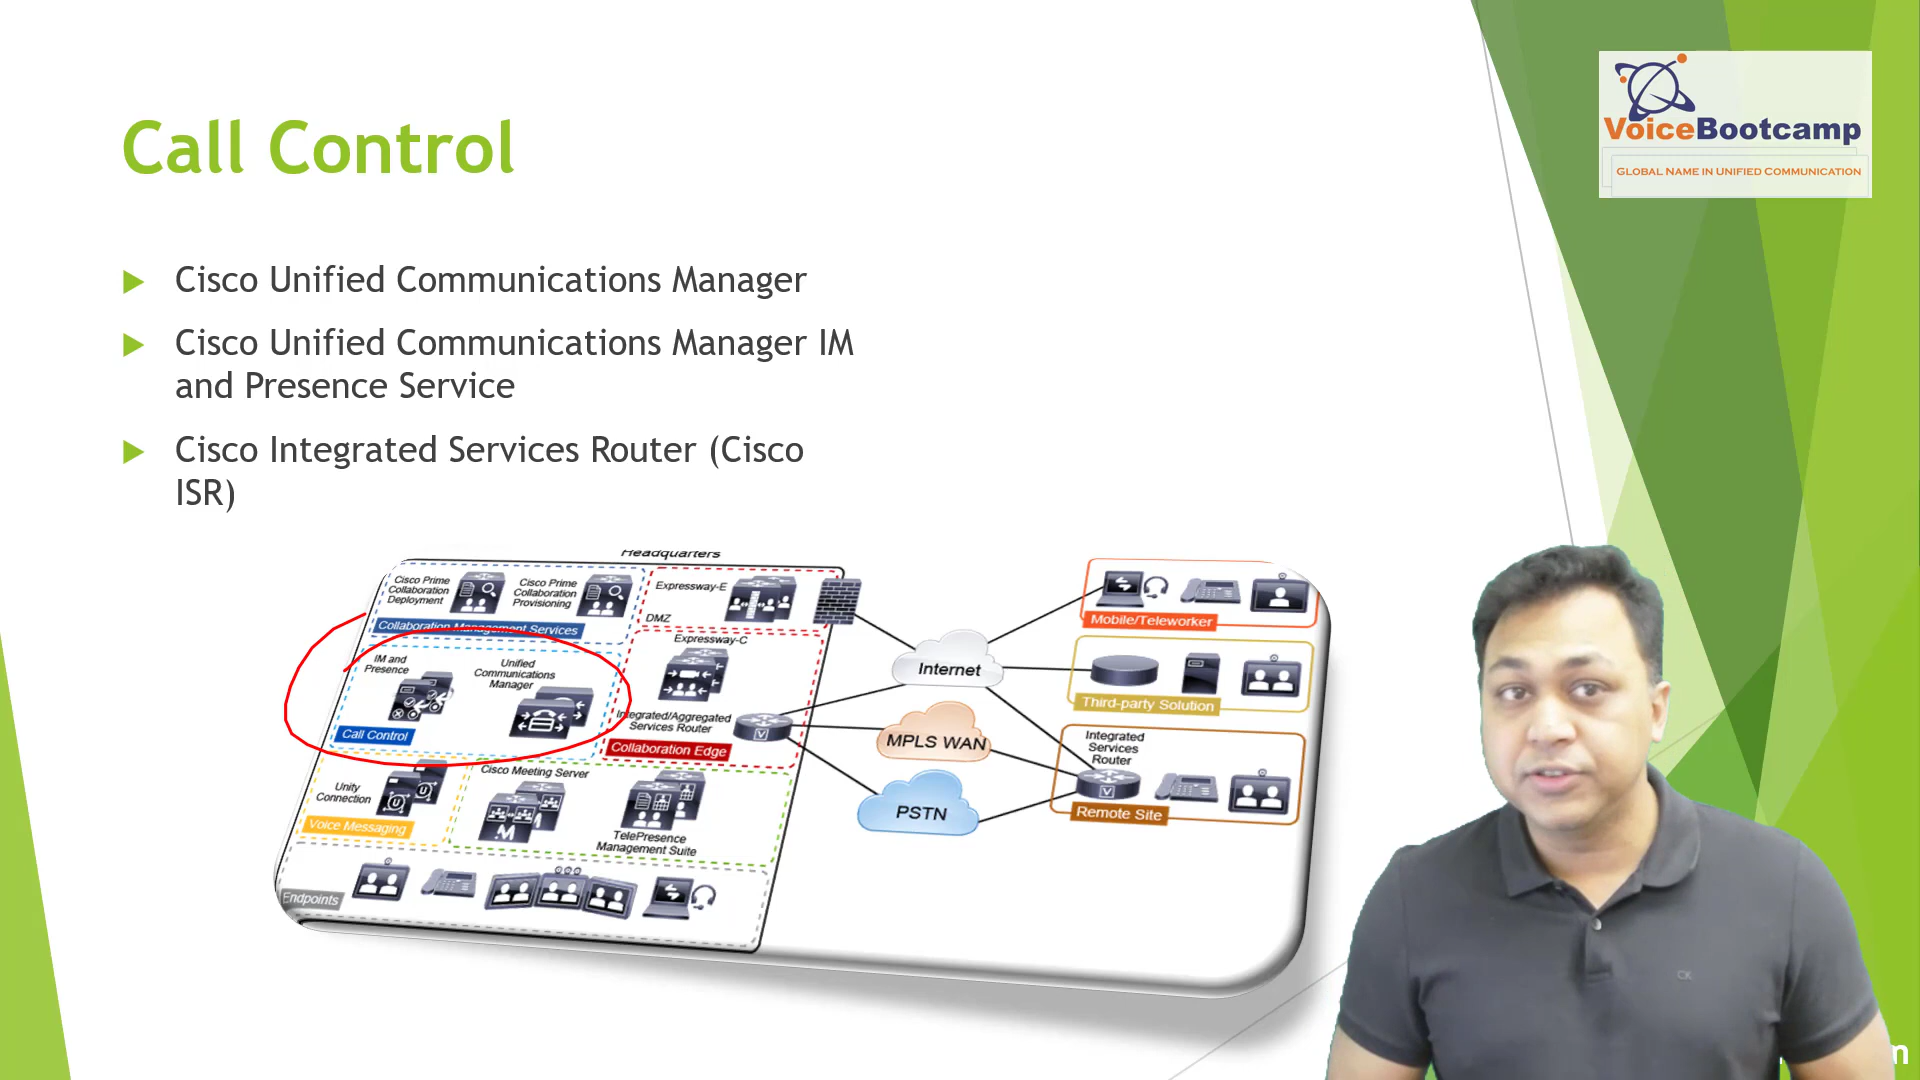 Call Control
VoiceBootcamp
GLOBAL NAME IN UNIFIED COMMUNICATION
Cisco Unified Communications Manager
Cisco Unified Communications Manager IM
and Presence Service
Cisco Integrated Services Router (Cisco
ISR)
Headquarters
Cisco Prime
Collaboration
Deployment
Cisco Prime
Collaboration
Provisioning
Collaboration Management Services
Expressway-E
DMZ
Expressway-C
IM and
Presence
Unified
Communications
Manager
Call Control
Integrated/Aggregated
Services Router
Collaboration Edge
Unity
Connection
Voice Messaging
Cisco Meeting Server
TelePresence
Management Suite
Endpoints
Internet
MPLS WAN
PSTN
Mobile/Teleworker
Third-party Solution
Integrated
Services
Router
Remote Site
V
V
CK